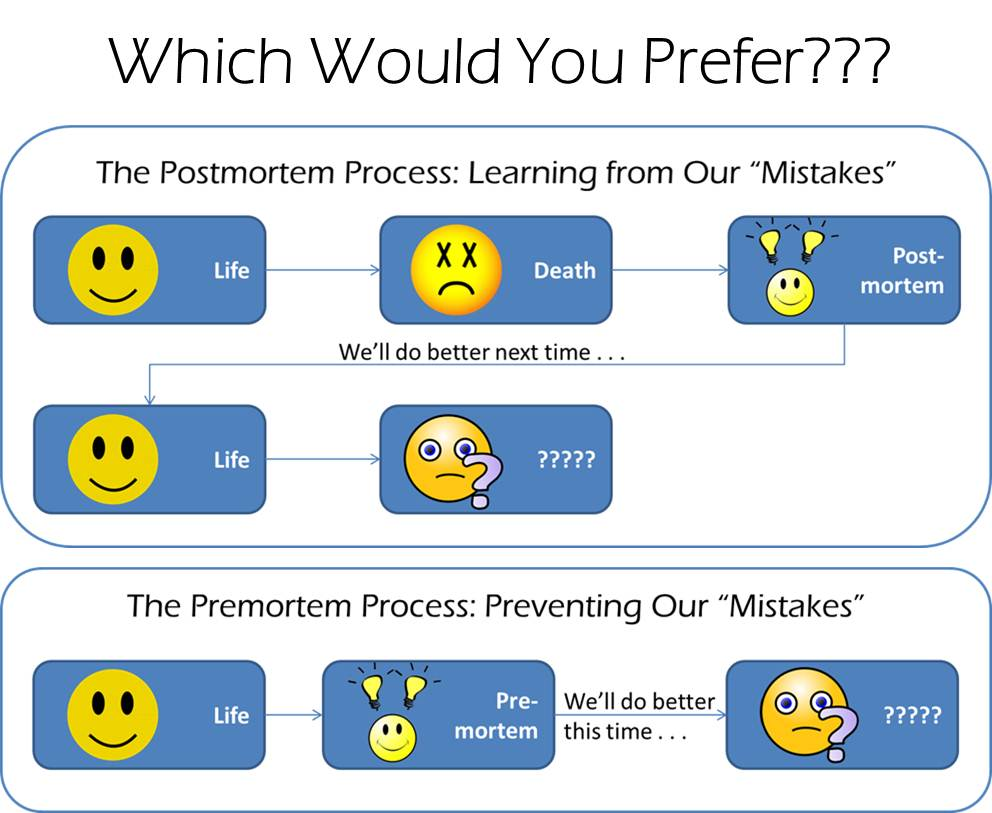 Which Would You Prefer???
The Postmortem Process: Learning from Our “Mistakes”
Life
Death
Post-
mortem
We’ll do better next time . . .
Life
?????
The Premortem Process: Preventing Our “Mistakes”
Life
Pre-
mortem
We’ll do better
this time . . .
?????